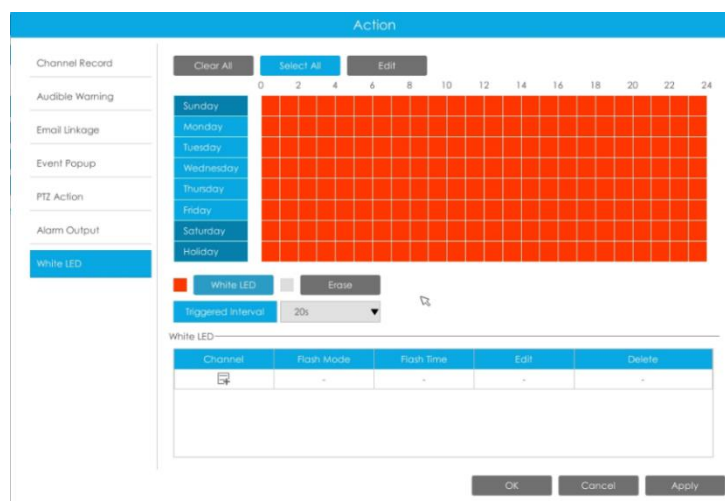 Action
Channel Record
Audible Warning
Email Linkage
Event Popup
PTZ Action
Alarm Output
White LED
Clear All Select All Edit
0 2 4 6 8 10 12 14 16 18 20 22 24
Sunday
Monday
Tuesday
Wednesday
Thursday
Friday
Saturday
Holiday
White LED Erase
Triggered Interval 20s
White LED
Channel Flash Mode Flash Time Edit Delete
- - - -
OK Cancel Apply